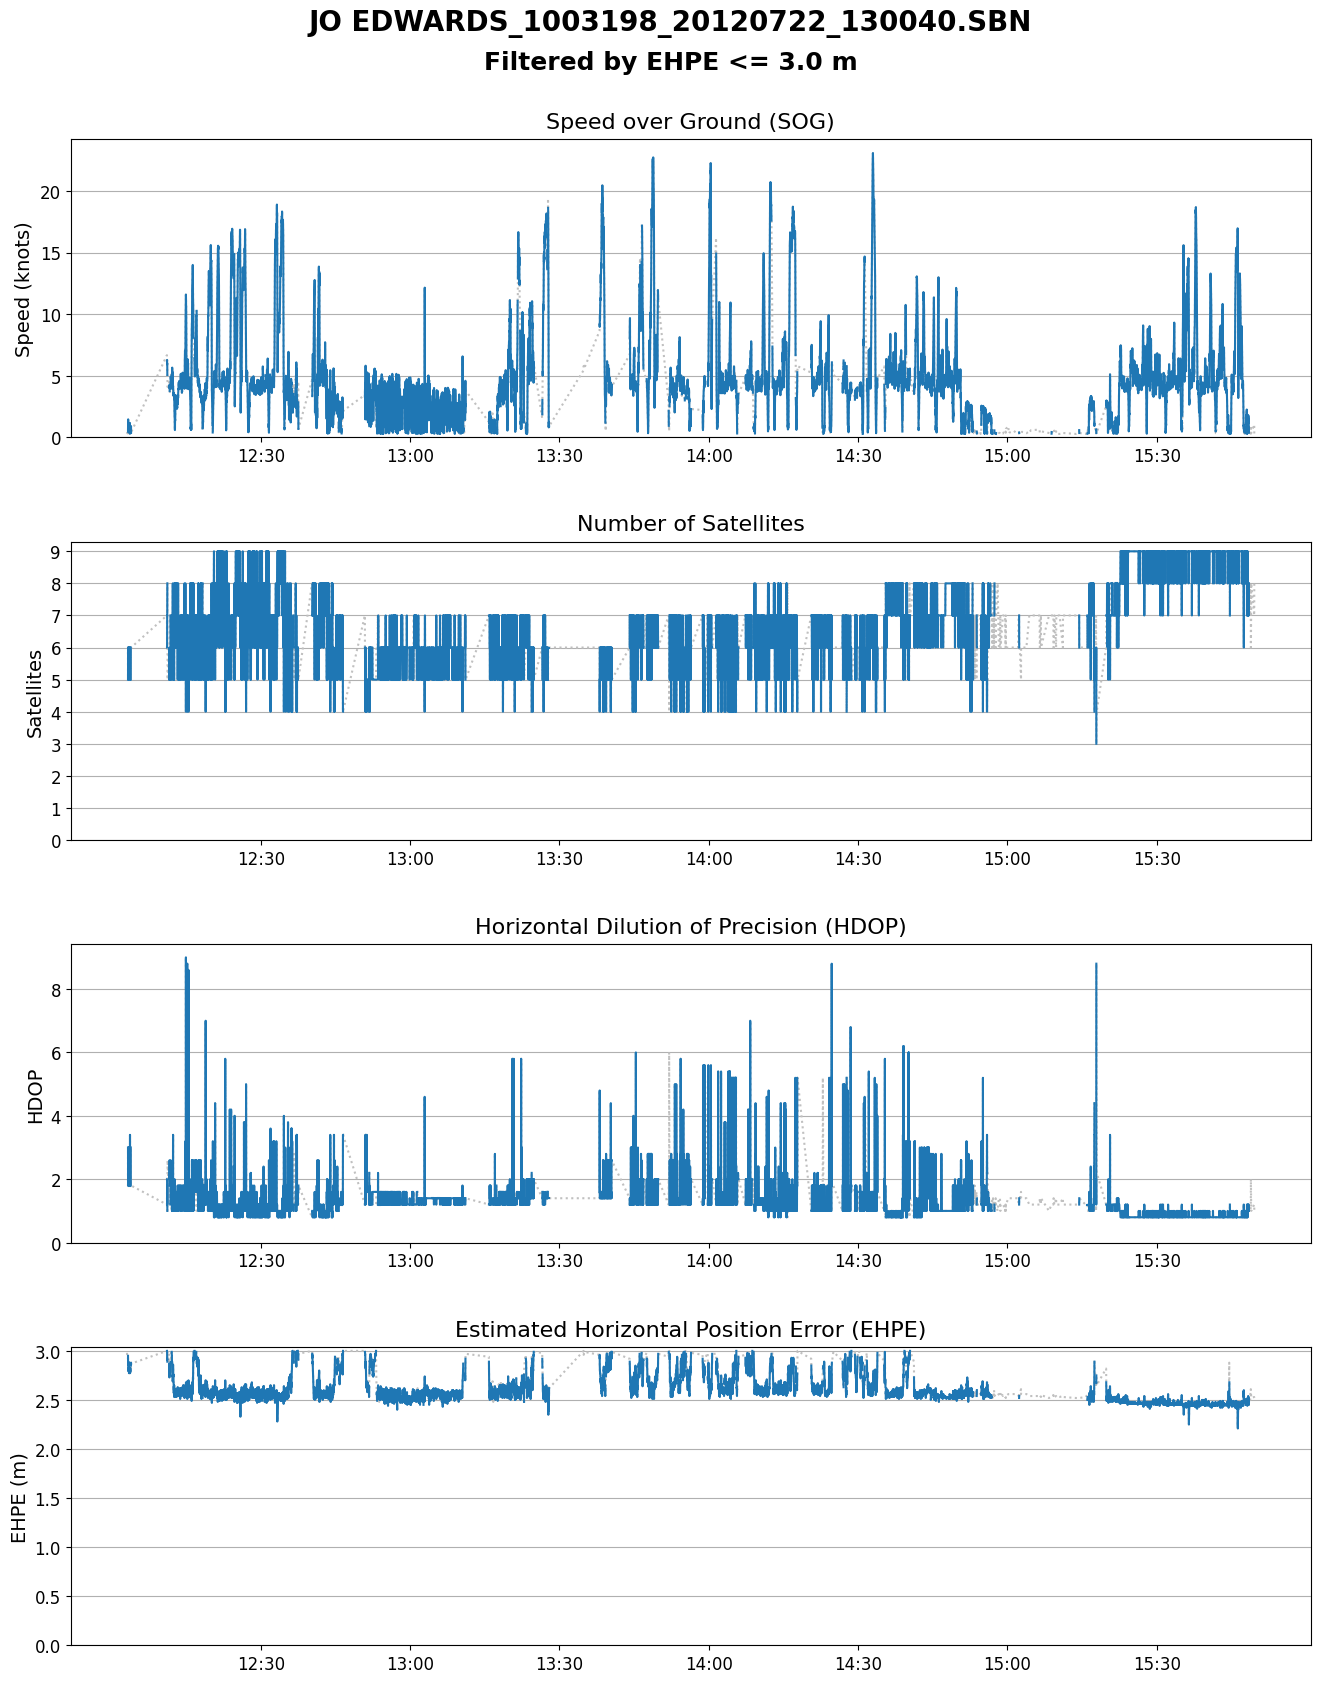 JO EDWARDS_1003198_20120722_130040.SBN
Filtered by EHPE <= 3.0 m
Speed over Ground (SOG)
Speed (knots)
20
15
10
5
0
12:30 13:00 13:30 14:00 14:30 15:00 15:30
Number of Satellites
Satellites
9
8
7
6
5
4
3
2
1
0
12:30 13:00 13:30 14:00 14:30 15:00 15:30
Horizontal Dilution of Precision (HDOP)
HDOP
8
6
4
2
0
12:30 13:00 13:30 14:00 14:30 15:00 15:30
Estimated Horizontal Position Error (EHPE)
EHPE (m)
3.0
2.5
2.0
1.5
1.0
0.5
0.0
12:30 13:00 13:30 14:00 14:30 15:00 15:30